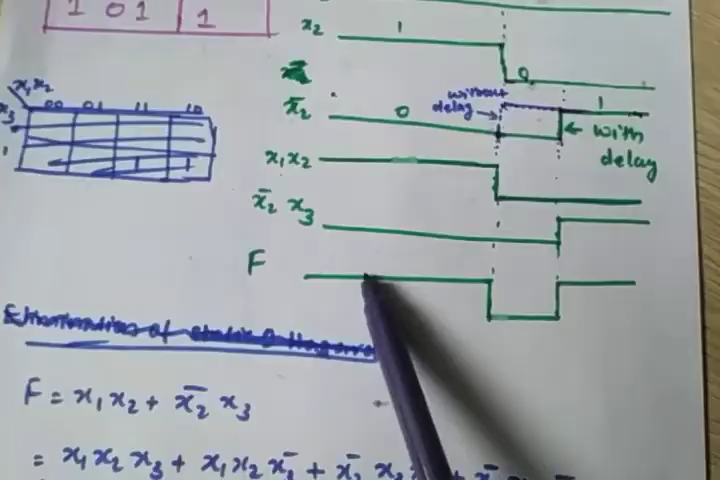 1 0 1 1
x₂ 1 0
x̄₂ 0 without delay 1 with delay
x₁x₂
x₃ 00 01 11 10
1 1 1
x₁x₂
x̄₂ x₃
F
F = x₁x₂ + x̄₂ x₃
= x₁x₂x₃ + x₁x₂x̄₃ +